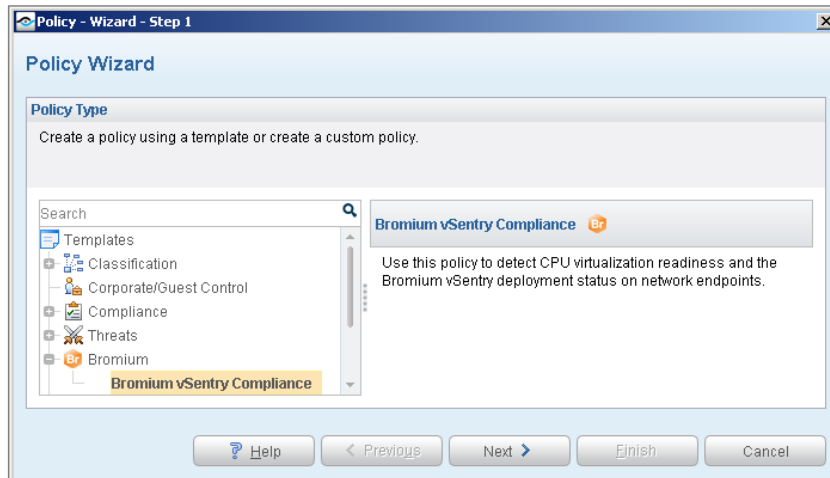 Policy - Wizard - Step 1
Policy Wizard
Policy Type
Create a policy using a template or create a custom policy.
Search
Templates
Classification
Corporate/Guest Control
Compliance
Threats
Br Bromium
Bromium vSentry Compliance
Bromium vSentry Compliance Br
Use this policy to detect CPU virtualization readiness and the
Bromium vSentry deployment status on network endpoints.
? Help < Previous Next > Finish Cancel